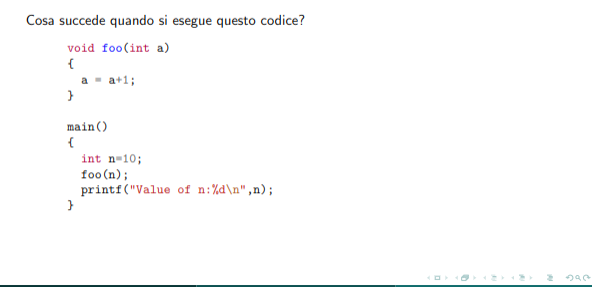 Cosa succede quando si esegue questo codice?
void foo(int a)
{
a = a+1;
}
main()
{
int n=10;
foo(n);
printf("Value of n:%d\n",n);
}